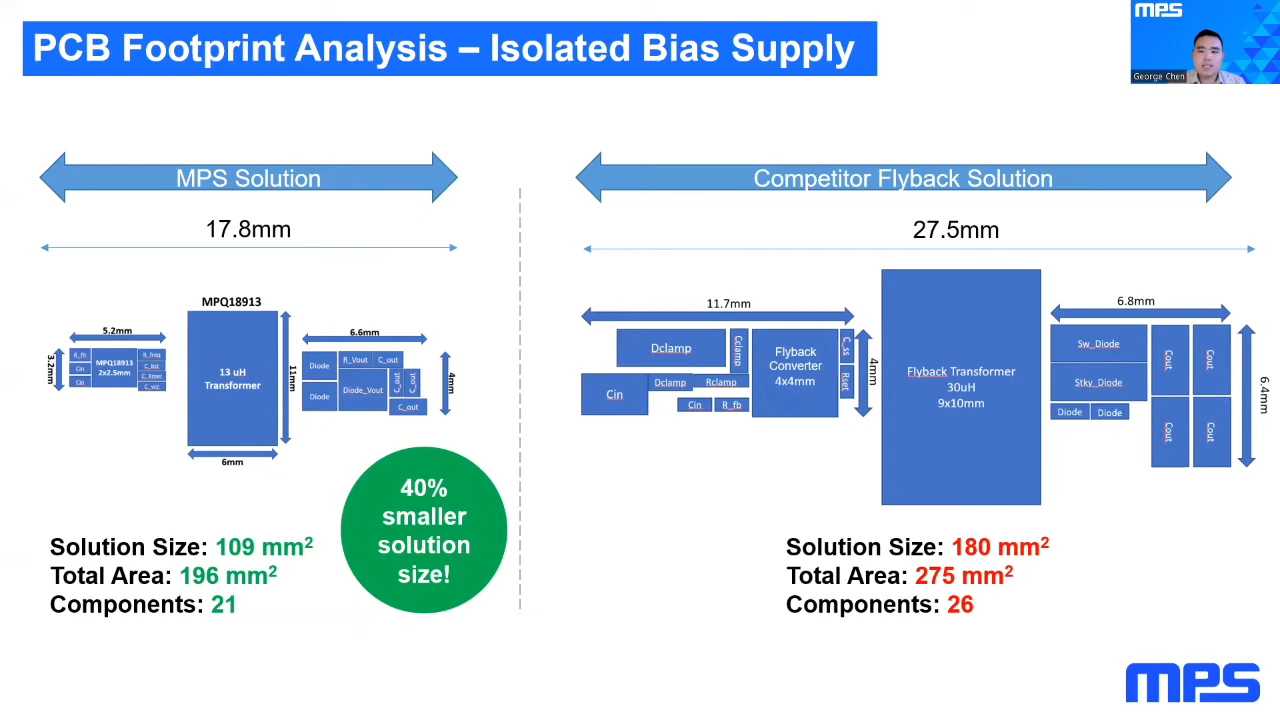 PCB Footprint Analysis – Isolated Bias Supply
MPS
George Chen
MPS Solution
17.8mm
MPQ18913
5.2mm
3.2mm
R_flt
Cin
Cin
MPQ18913
2x2.5mm
R_freq
C_bst
C_Xmer
C_vcc
13 uH
Transformer
11mm
6mm
6.6mm
Diode
Diode
R_Vout
C_out
Diode_Vout
C_out
C_out
C_out
4mm
40%
smaller
solution
size!
Solution Size: 109 mm²
Total Area: 196 mm²
Components: 21
Competitor Flyback Solution
27.5mm
11.7mm
Dclamp
Cclamp
Cin
Dclamp
Rclamp
Cin
R_fb
Flyback
Converter
4x4mm
C_ss
Rset
4mm
Flyback Transformer
30uH
9x10mm
6.8mm
Sw_Diode
Stky_Diode
Diode
Diode
Cout
Cout
Cout
Cout
6.4mm
Solution Size: 180 mm²
Total Area: 275 mm²
Components: 26
MPS